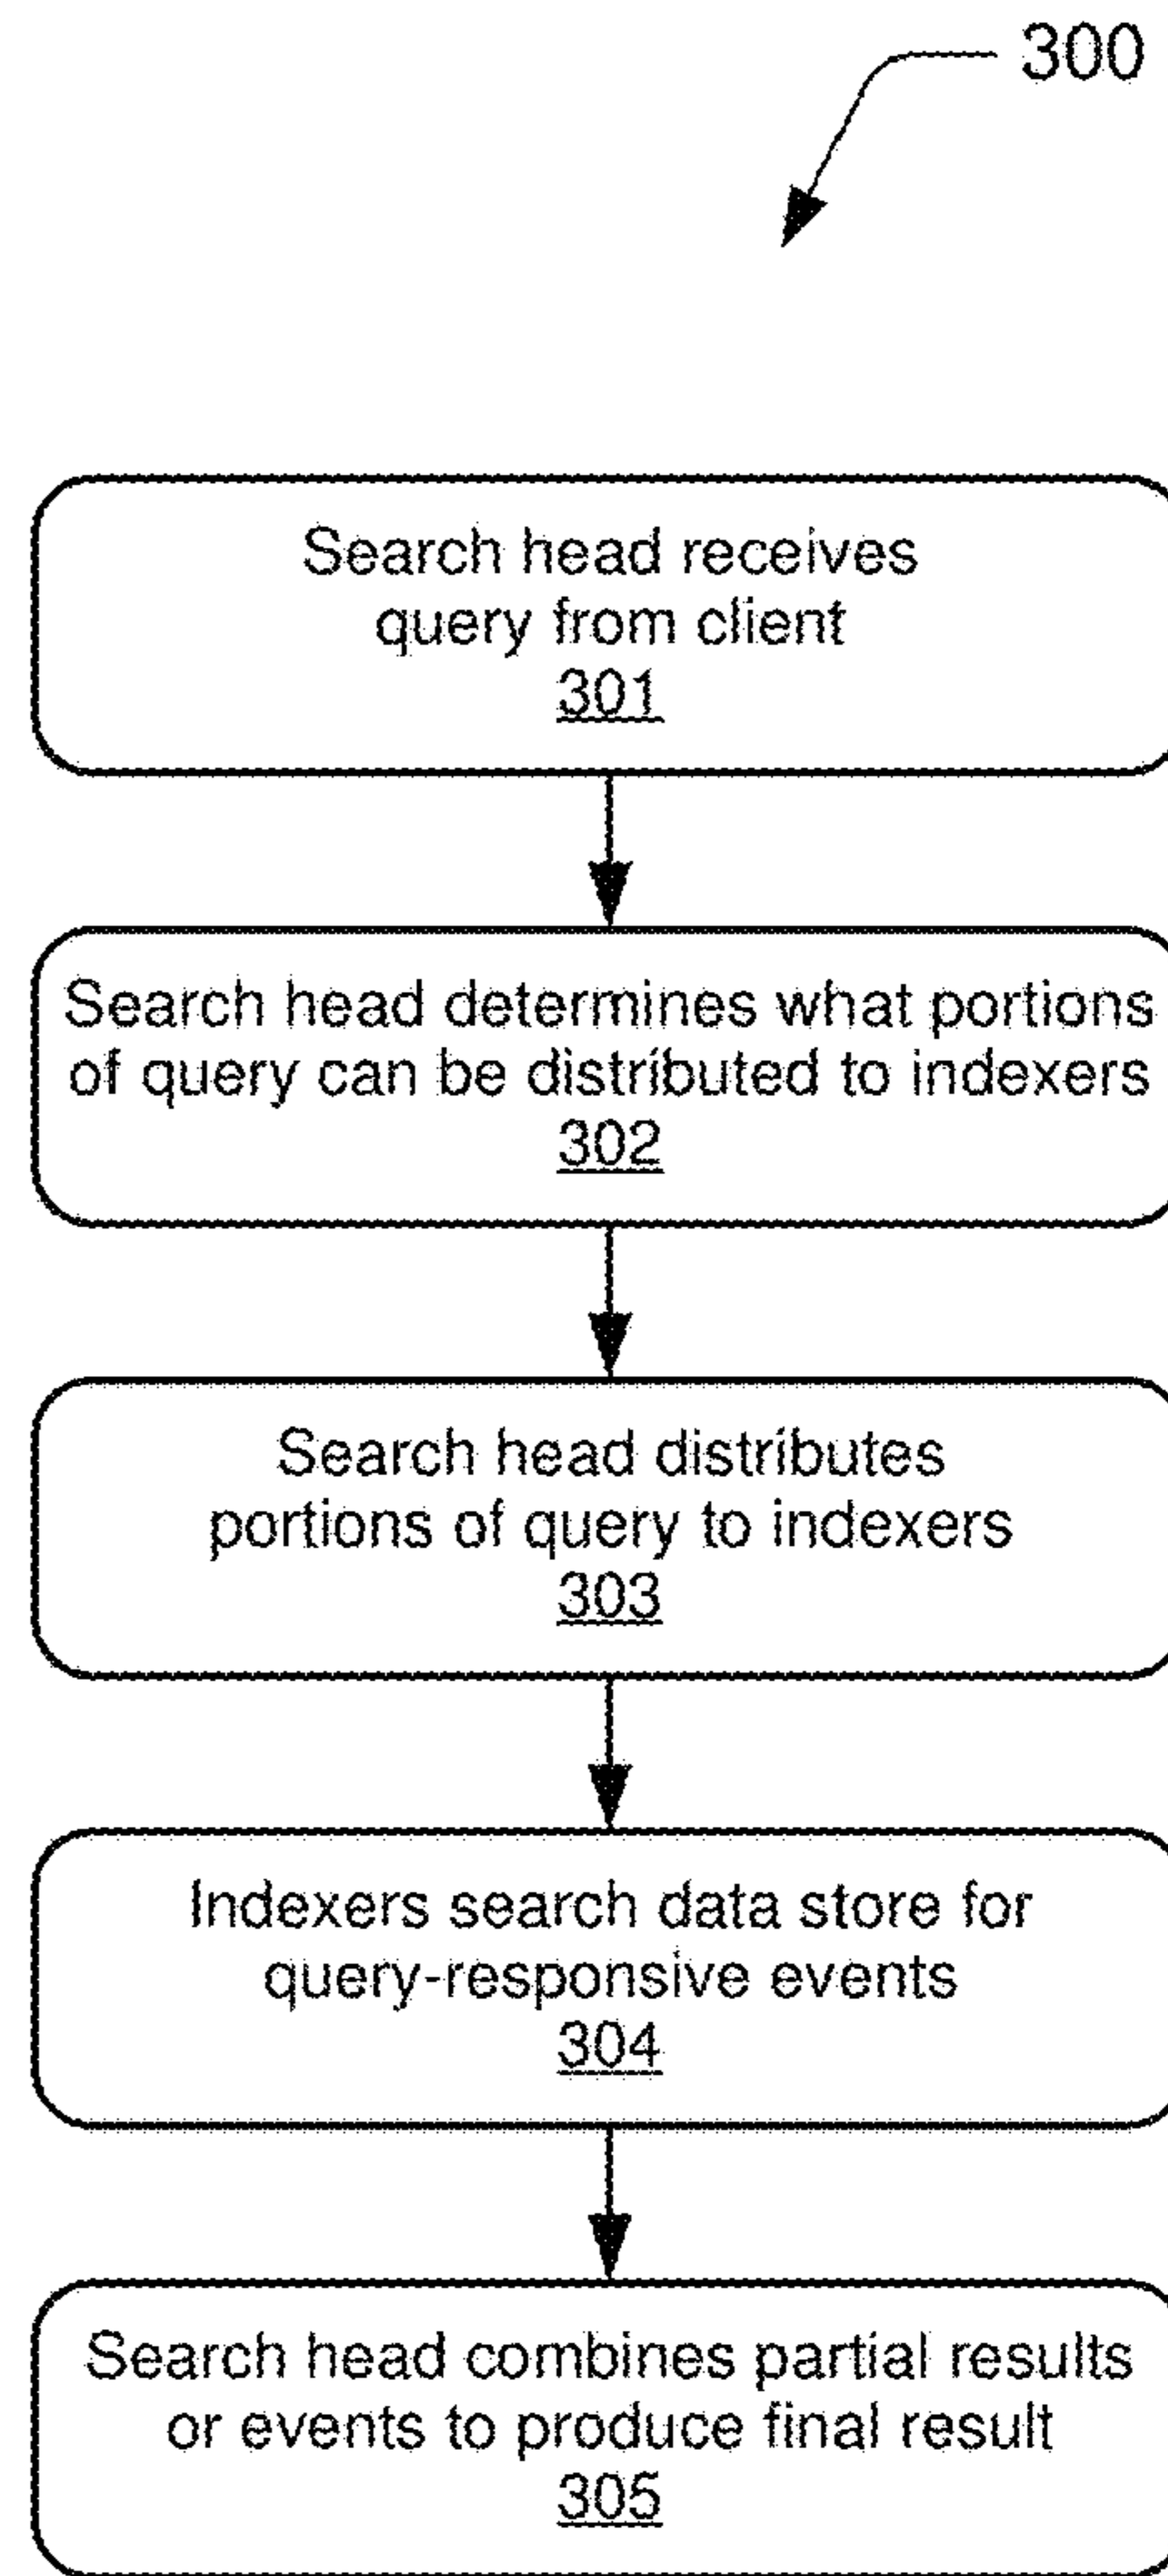 300
Search head receives
query from client
301
Search head determines what portions
of query can be distributed to indexers
302
Search head distributes
portions of query to indexers
303
Indexers search data store for
query-responsive events
304
Search head combines partial results
or events to produce final result
305